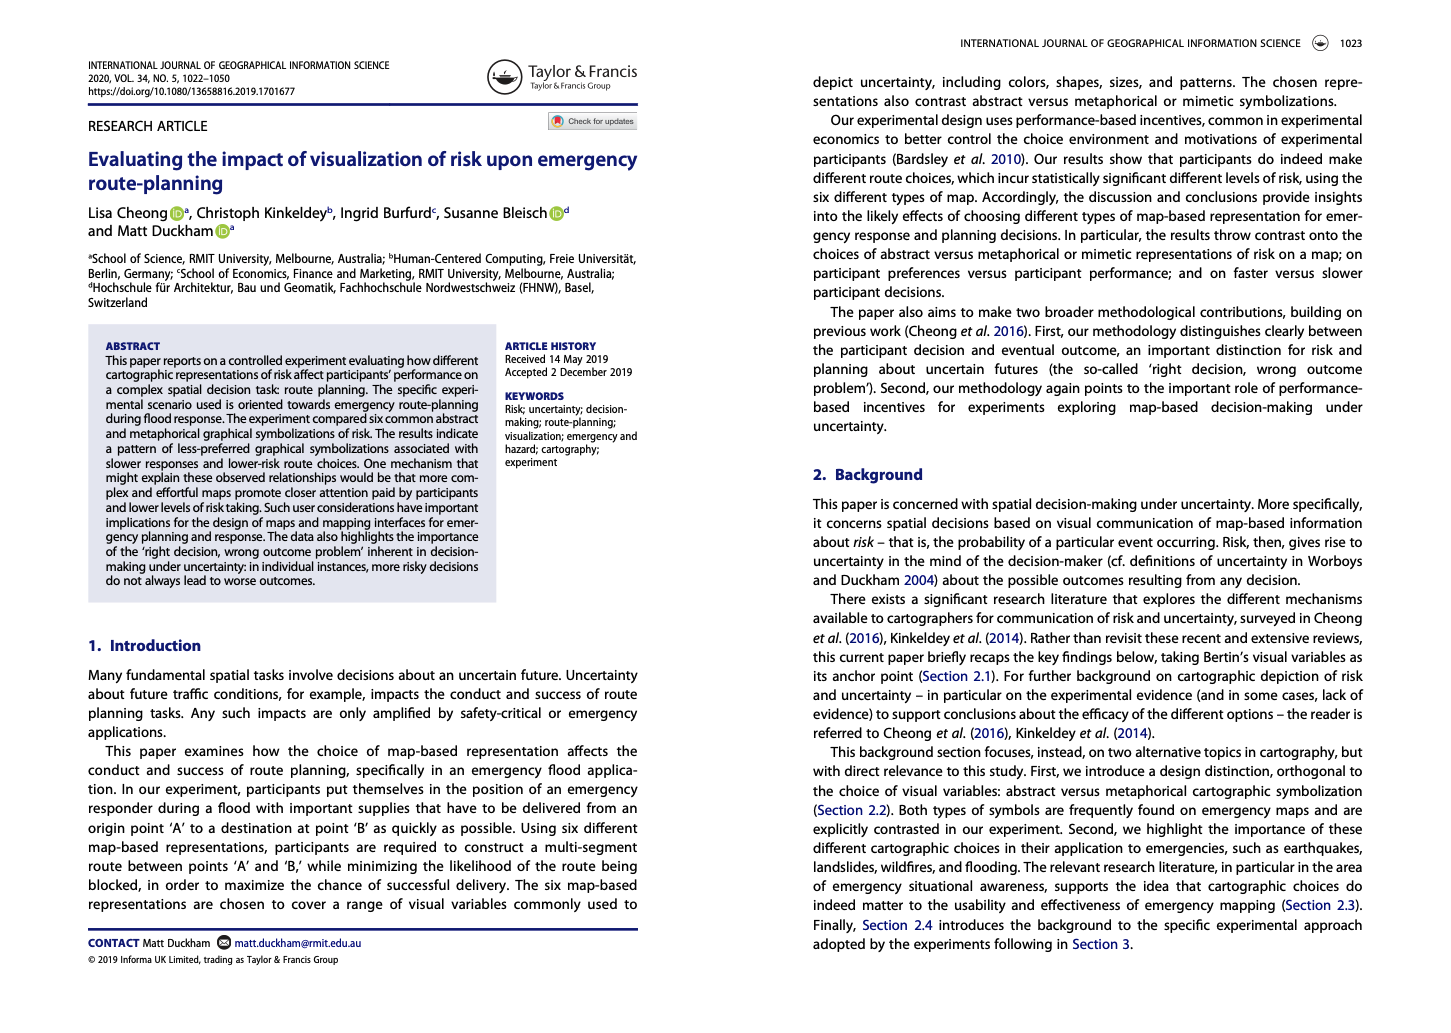 INTERNATIONAL JOURNAL OF GEOGRAPHICAL INFORMATION SCIENCE
2020, VOL. 34, NO. 5, 1022–1050
https://doi.org/10.1080/13658816.2019.1701677
Taylor & Francis
Taylor & Francis Group
RESEARCH ARTICLE
Check for updates
Evaluating the impact of visualization of risk upon emergency
route-planning
Lisa Cheong iD a, Christoph Kinkeldey b, Ingrid Burfurd c, Susanne Bleisch iD d
and Matt Duckham iD a
aSchool of Science, RMIT University, Melbourne, Australia; bHuman-Centered Computing, Freie Universität,
Berlin, Germany; cSchool of Economics, Finance and Marketing, RMIT University, Melbourne, Australia;
dHochschule für Architektur, Bau und Geomatik, Fachhochschule Nordwestschweiz (FHNW), Basel,
Switzerland
ABSTRACT
This paper reports on a controlled experiment evaluating how different
cartographic representations of risk affect participants’ performance on
a complex spatial decision task: route planning. The specific experi-
mental scenario used is oriented towards emergency route-planning
during flood response. The experiment compared six common abstract
and metaphorical graphical symbolizations of risk. The results indicate
a pattern of less-preferred graphical symbolizations associated with
slower responses and lower-risk route choices. One mechanism that
might explain these observed relationships would be that more com-
plex and effortful maps promote closer attention paid by participants
and lower levels of risk taking. Such user considerations have important
implications for the design of maps and mapping interfaces for emer-
gency planning and response. The data also highlights the importance
of the ‘right decision, wrong outcome problem’ inherent in decision-
making under uncertainty: in individual instances, more risky decisions
do not always lead to worse outcomes.
ARTICLE HISTORY
Received 14 May 2019
Accepted 2 December 2019
KEYWORDS
Risk; uncertainty; decision-
making; route-planning;
visualization; emergency and
hazard; cartography;
experiment
1. Introduction
Many fundamental spatial tasks involve decisions about an uncertain future. Uncertainty
about future traffic conditions, for example, impacts the conduct and success of route
planning tasks. Any such impacts are only amplified by safety-critical or emergency
applications.
This paper examines how the choice of map-based representation affects the
conduct and success of route planning, specifically in an emergency flood applica-
tion. In our experiment, participants put themselves in the position of an emergency
responder during a flood with important supplies that have to be delivered from an
origin point ‘A’ to a destination at point ‘B’ as quickly as possible. Using six different
map-based representations, participants are required to construct a multi-segment
route between points ‘A’ and ‘B,’ while minimizing the likelihood of the route being
blocked, in order to maximize the chance of successful delivery. The six map-based
representations are chosen to cover a range of visual variables commonly used to
CONTACT Matt Duckham matt.duckham@rmit.edu.au
© 2019 Informa UK Limited, trading as Taylor & Francis Group
INTERNATIONAL JOURNAL OF GEOGRAPHICAL INFORMATION SCIENCE 1023
depict uncertainty, including colors, shapes, sizes, and patterns. The chosen repre-
sentations also contrast abstract versus metaphorical or mimetic symbolizations.
Our experimental design uses performance-based incentives, common in experimental
economics to better control the choice environment and motivations of experimental
participants (Bardsley et al. 2010). Our results show that participants do indeed make
different route choices, which incur statistically significant different levels of risk, using the
six different types of map. Accordingly, the discussion and conclusions provide insights
into the likely effects of choosing different types of map-based representation for emer-
gency response and planning decisions. In particular, the results throw contrast onto the
choices of abstract versus metaphorical or mimetic representations of risk on a map; on
participant preferences versus participant performance; and on faster versus slower
participant decisions.
The paper also aims to make two broader methodological contributions, building on
previous work (Cheong et al. 2016). First, our methodology distinguishes clearly between
the participant decision and eventual outcome, an important distinction for risk and
planning about uncertain futures (the so-called ‘right decision, wrong outcome
problem’). Second, our methodology again points to the important role of performance-
based incentives for experiments exploring map-based decision-making under
uncertainty.
2. Background
This paper is concerned with spatial decision-making under uncertainty. More specifically,
it concerns spatial decisions based on visual communication of map-based information
about risk – that is, the probability of a particular event occurring. Risk, then, gives rise to
uncertainty in the mind of the decision-maker (cf. definitions of uncertainty in Worboys
and Duckham 2004) about the possible outcomes resulting from any decision.
There exists a significant research literature that explores the different mechanisms
available to cartographers for communication of risk and uncertainty, surveyed in Cheong
et al. (2016), Kinkeldey et al. (2014). Rather than revisit these recent and extensive reviews,
this current paper briefly recaps the key findings below, taking Bertin’s visual variables as
its anchor point (Section 2.1). For further background on cartographic depiction of risk
and uncertainty – in particular on the experimental evidence (and in some cases, lack of
evidence) to support conclusions about the efficacy of the different options – the reader is
referred to Cheong et al. (2016), Kinkeldey et al. (2014).
This background section focuses, instead, on two alternative topics in cartography, but
with direct relevance to this study. First, we introduce a design distinction, orthogonal to
the choice of visual variables: abstract versus metaphorical cartographic symbolization
(Section 2.2). Both types of symbols are frequently found on emergency maps and are
explicitly contrasted in our experiment. Second, we highlight the importance of these
different cartographic choices in their application to emergencies, such as earthquakes,
landslides, wildfires, and flooding. The relevant research literature, in particular in the area
of emergency situational awareness, supports the idea that cartographic choices do
indeed matter to the usability and effectiveness of emergency mapping (Section 2.3).
Finally, Section 2.4 introduces the background to the specific experimental approach
adopted by the experiments following in Section 3.